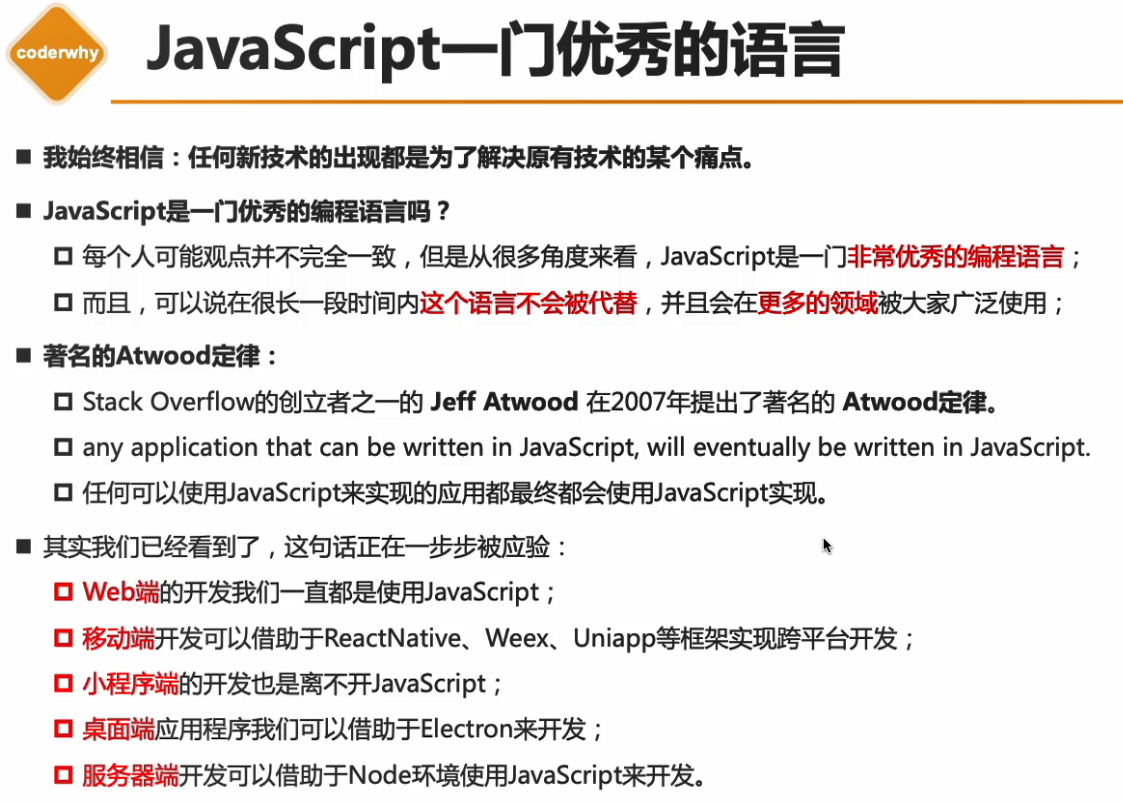 coderwhy
JavaScript一门优秀的语言
我始终相信：任何新技术的出现都是为了解决原有技术的某个痛点。
JavaScript是一门优秀的编程语言吗？
每个人可能观点并不完全一致，但是从很多角度来看，JavaScript是一门非常优秀的编程语言；
而且，可以说在很长一段时间内这个语言不会被代替，并且会在更多的领域被大家广泛使用；
著名的Atwood定律：
Stack Overflow的创立者之一的 Jeff Atwood 在2007年提出了著名的 Atwood定律。
any application that can be written in JavaScript, will eventually be written in JavaScript.
任何可以使用JavaScript来实现的应用都最终都会使用JavaScript实现。
其实我们已经看到了，这句话正在一步步被应验：
Web端的开发我们一直都是使用JavaScript；
移动端开发可以借助于ReactNative、Weex、Uniapp等框架实现跨平台开发；
小程序端的开发也是离不开JavaScript；
桌面端应用程序我们可以借助于Electron来开发；
服务器端开发可以借助于Node环境使用JavaScript来开发。